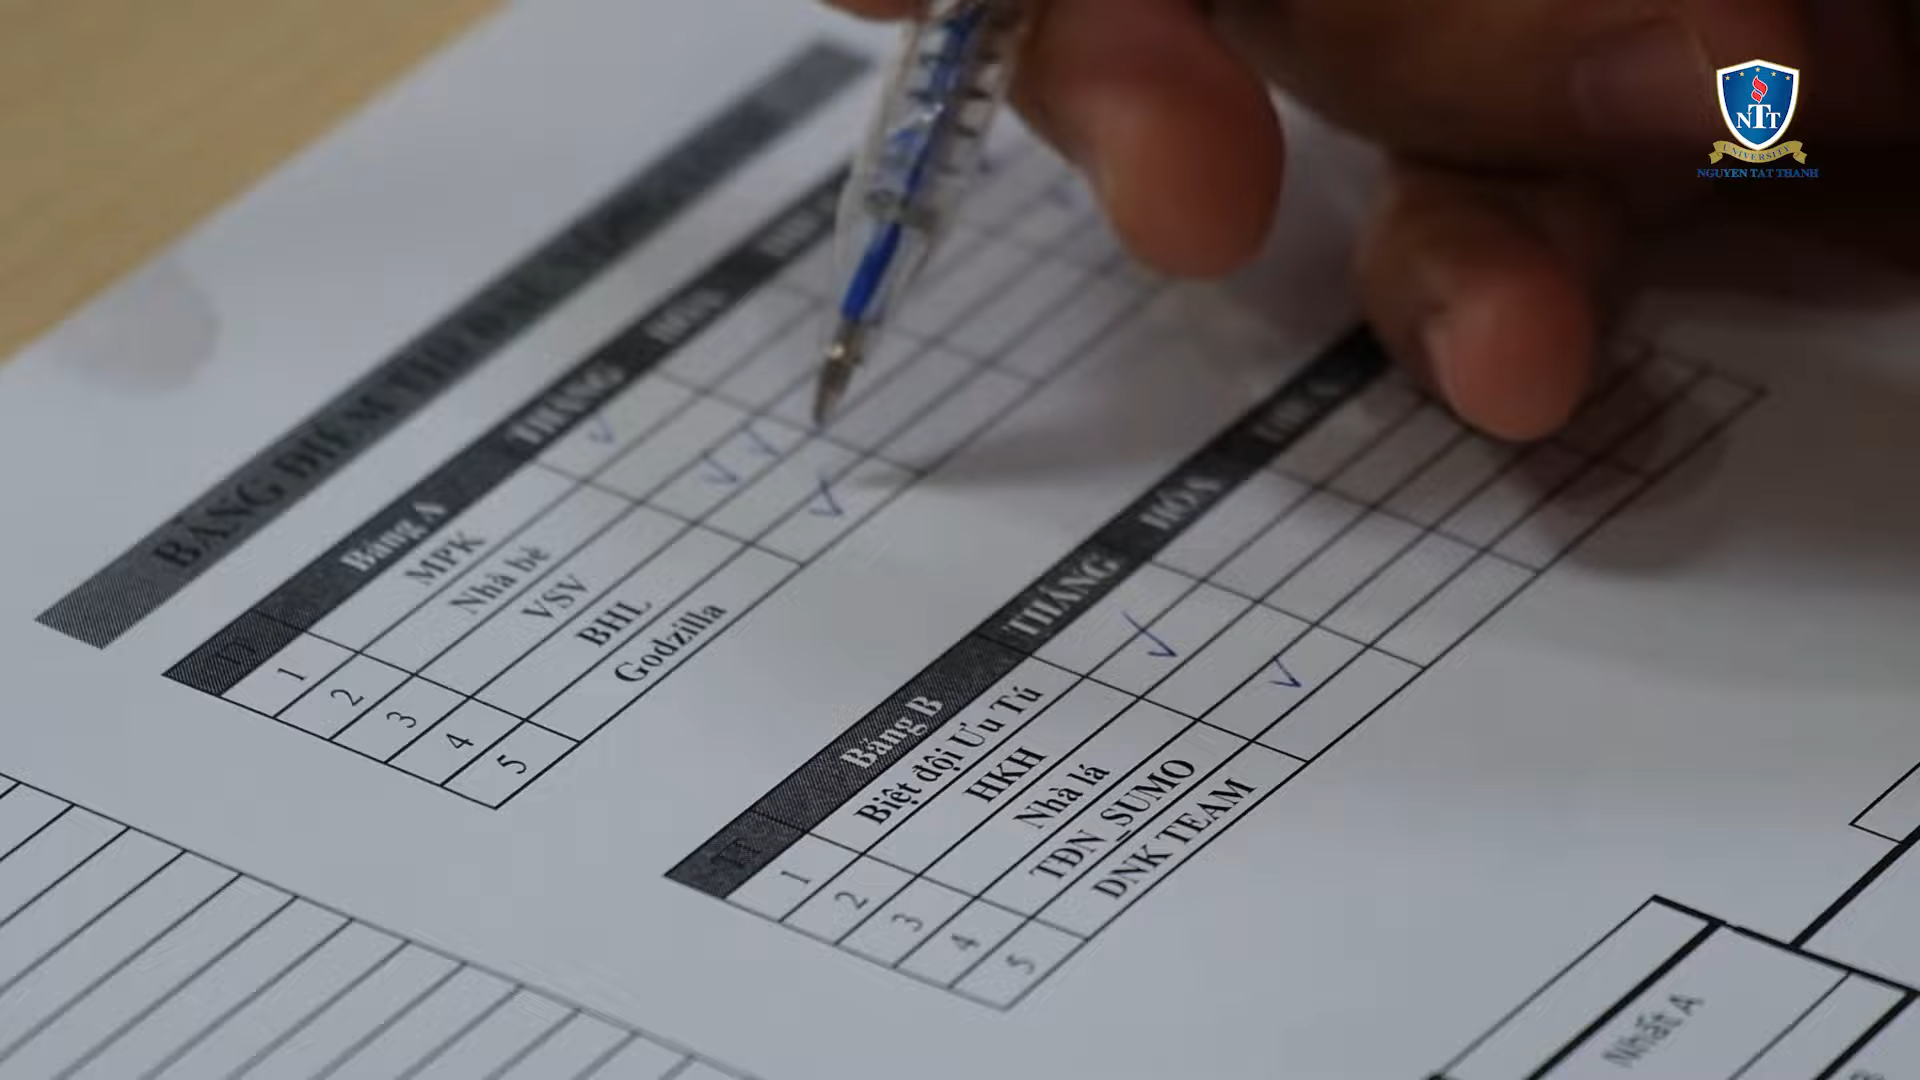 BẢNG ĐIỂM
Bảng A THẮNG HÒA
1 MPK
2 Nhà bè
3 VSV
4 BHL
5 Godzilla
TT Bảng B THẮNG HÒA
1 Biệt đội Ưu Tú
2 HKH
3 Nhà lá
4 TĐN_SUMO
5 DNK TEAM
Nhất A
NTT
UNIVERSITY
NGUYEN TAT THANH